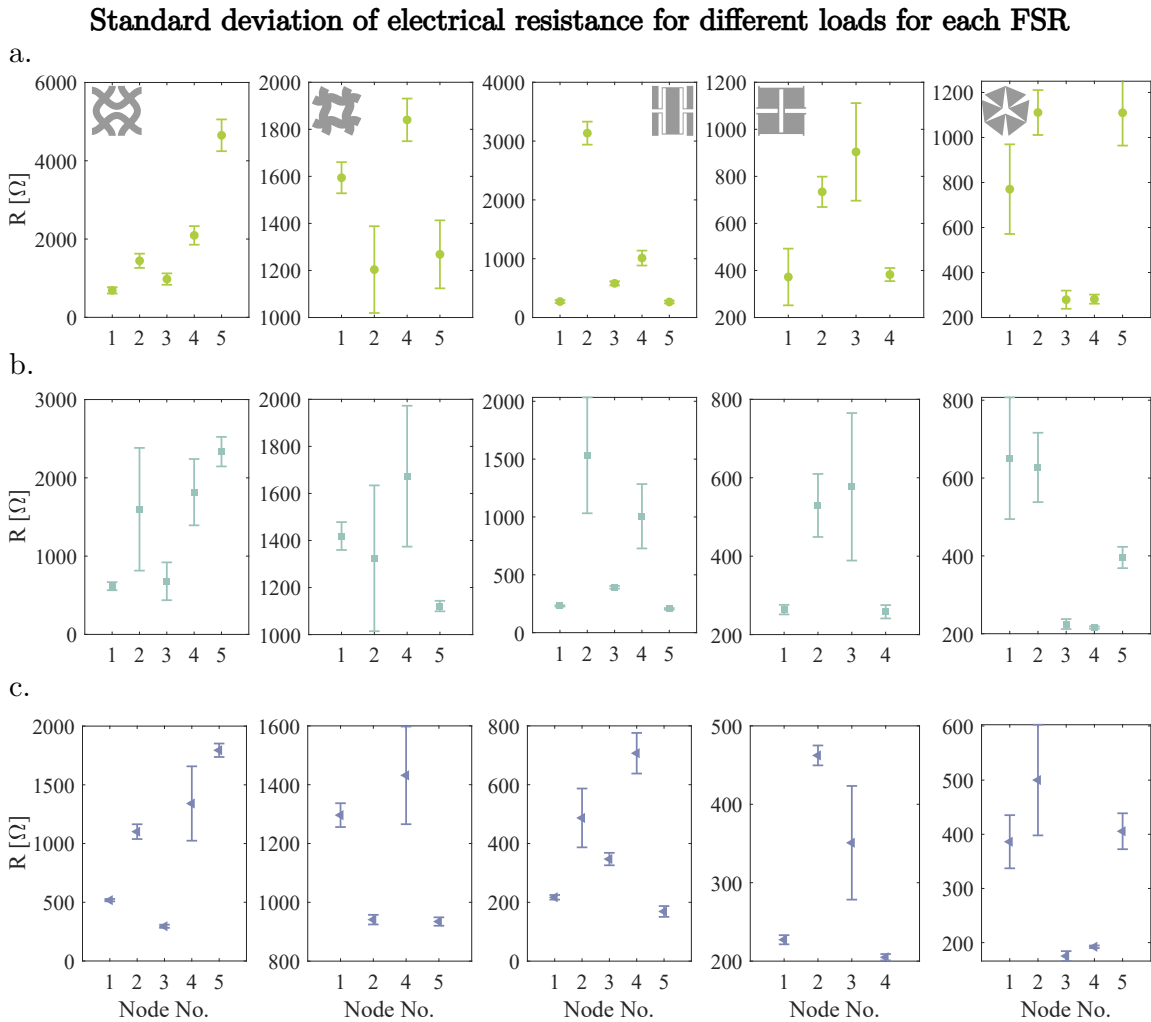 Standard deviation of electrical resistance for different loads for each FSR
a.
R [Ω]
6000
4000
2000
0
1 2 3 4 5
2000
1800
1600
1400
1200
1000
1 2 4 5
4000
3000
2000
1000
0
1 2 3 4 5
1200
1000
800
600
400
200
1 2 3 4
1200
1000
800
600
400
200
1 2 3 4 5
b.
R [Ω]
3000
2000
1000
0
1 2 3 4 5
2000
1800
1600
1400
1200
1000
1 2 4 5
2000
1500
1000
500
0
1 2 3 4 5
800
600
400
200
1 2 3 4
800
600
400
200
1 2 3 4 5
c.
R [Ω]
2000
1500
1000
500
0
1 2 3 4 5
Node No.
1600
1400
1200
1000
800
1 2 4 5
Node No.
800
600
400
200
0
1 2 3 4 5
Node No.
500
400
300
200
1 2 3 4
Node No.
600
500
400
300
200
1 2 3 4 5
Node No.